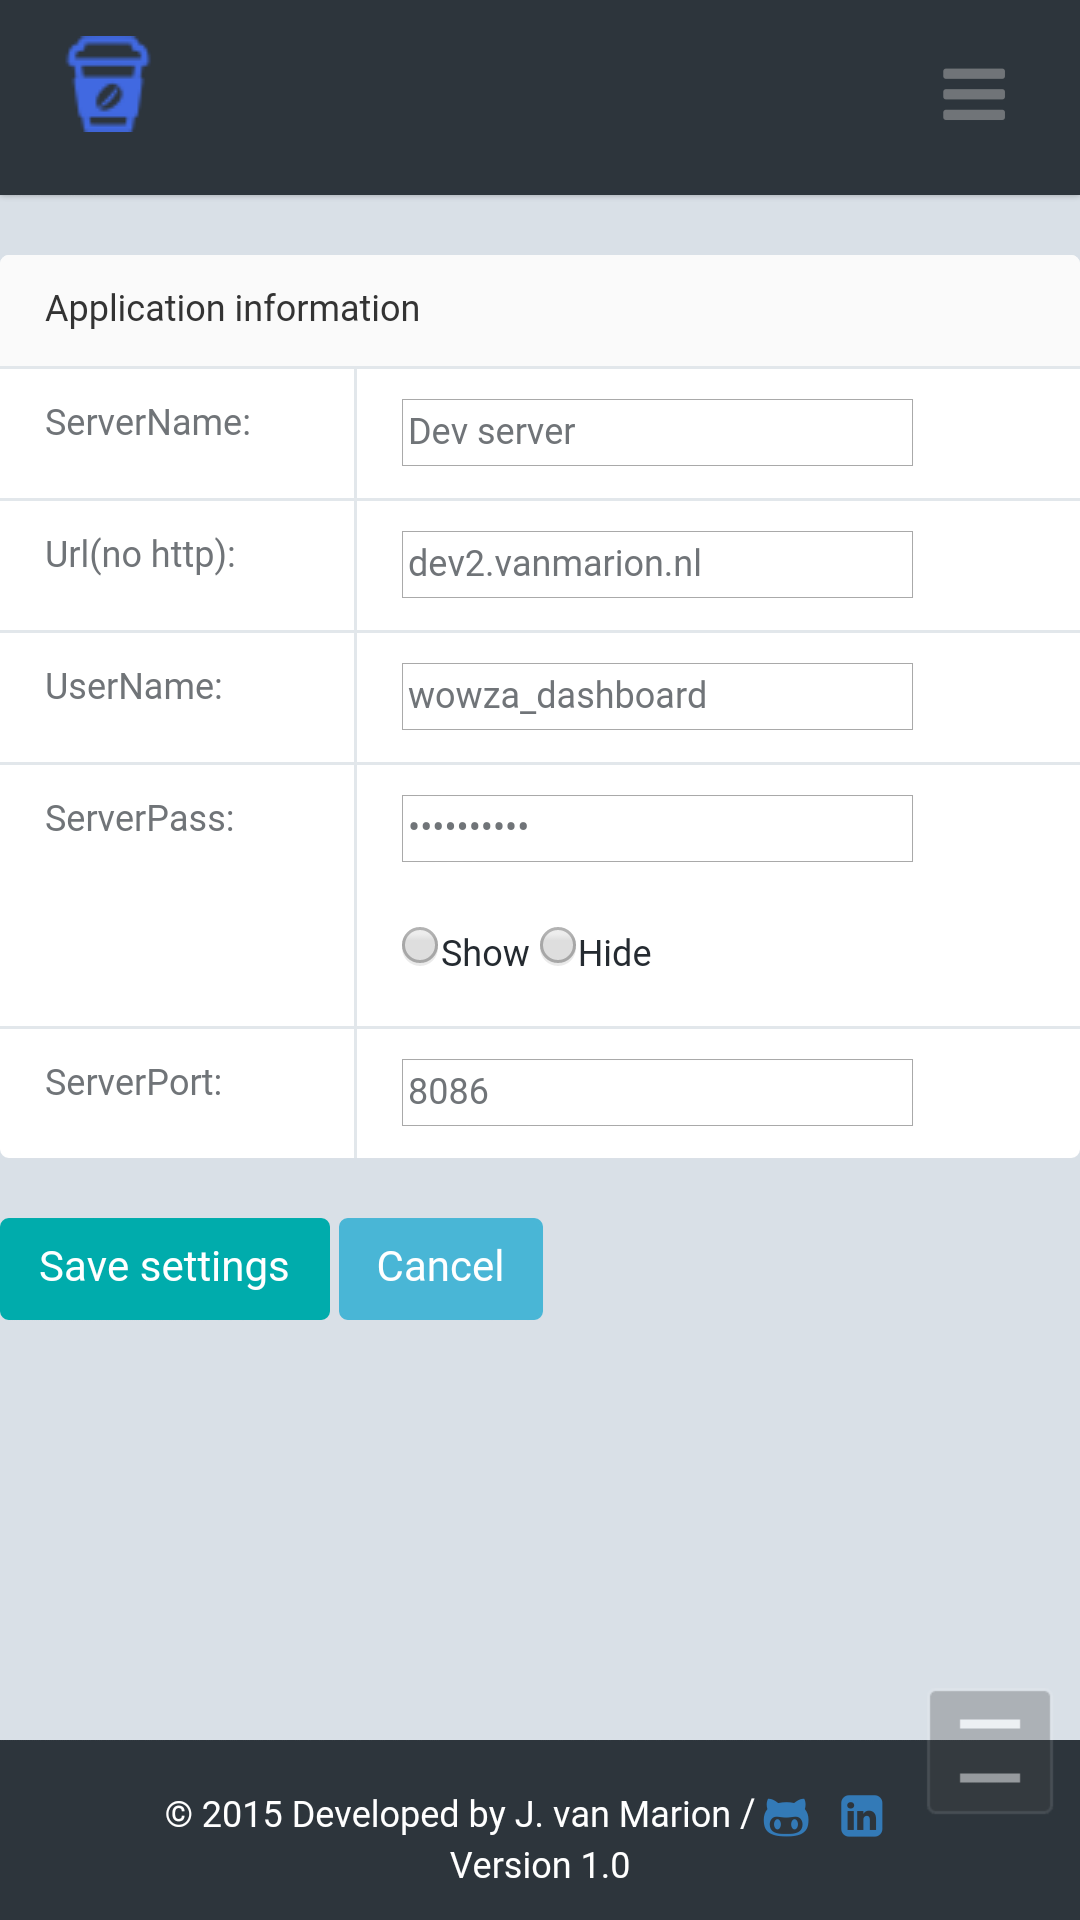 Application information
ServerName:
Dev server
Url(no http):
dev2.vanmarion.nl
UserName:
wowza_dashboard
ServerPass:
••••••••••
Show Hide
ServerPort:
8086
Save settings Cancel
© 2015 Developed by J. van Marion / in
Version 1.0